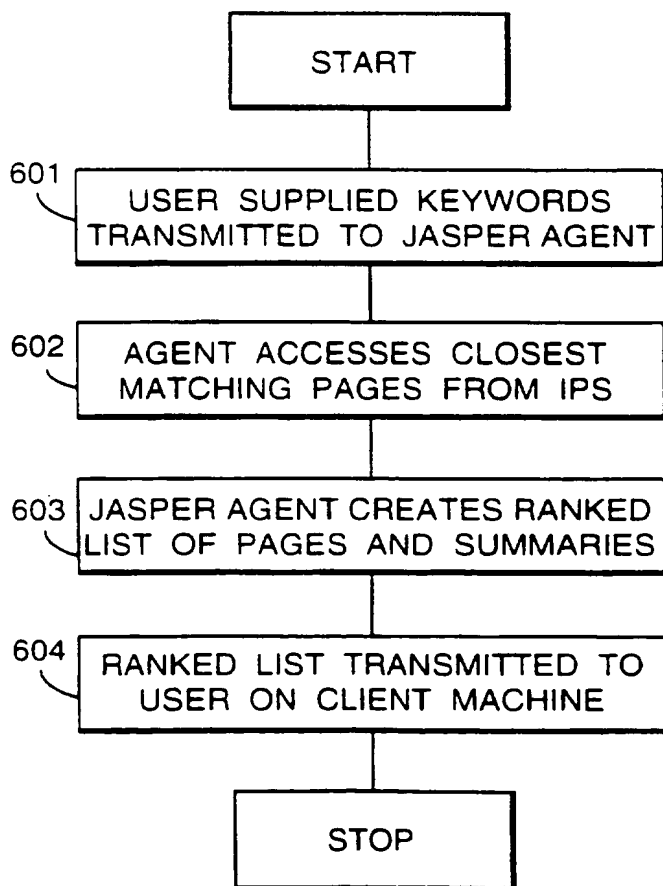 START
601
USER SUPPLIED KEYWORDS
TRANSMITTED TO JASPER AGENT
602
AGENT ACCESSES CLOSEST
MATCHING PAGES FROM IPS
603
JASPER AGENT CREATES RANKED
LIST OF PAGES AND SUMMARIES
604
RANKED LIST TRANSMITTED TO
USER ON CLIENT MACHINE
STOP